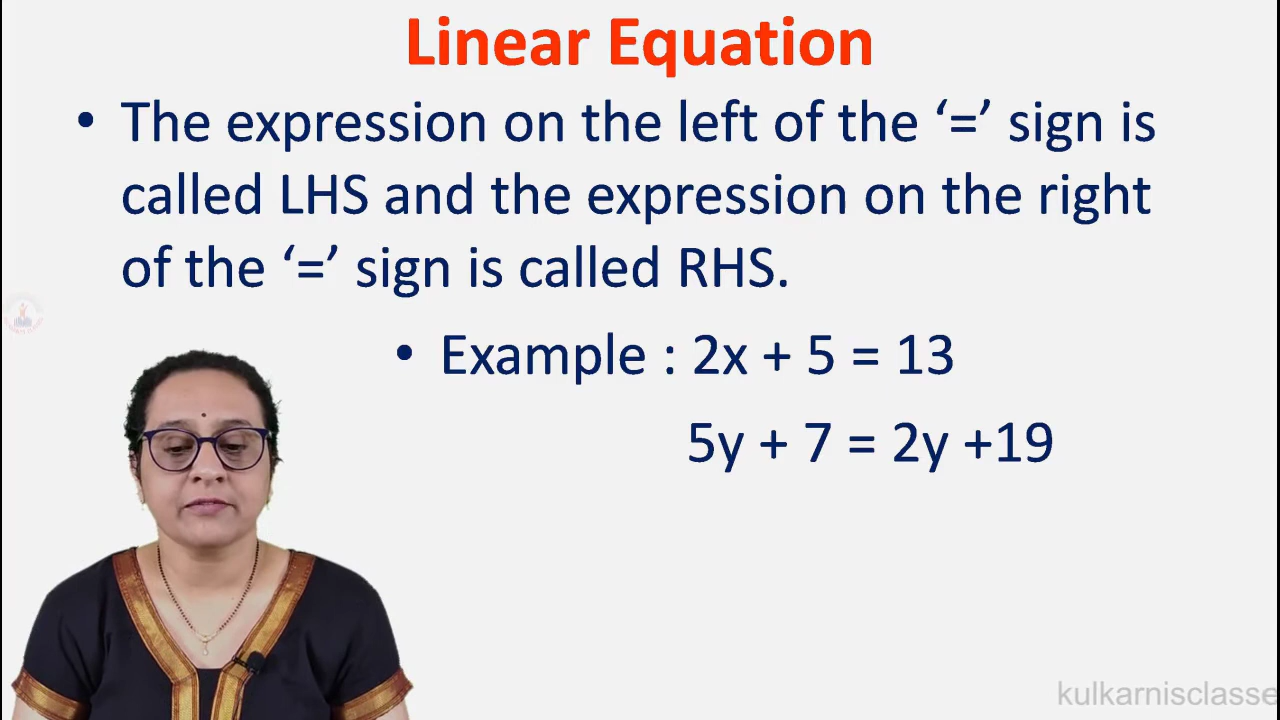 Linear Equation
• The expression on the left of the ‘=’ sign is
called LHS and the expression on the right
of the ‘=’ sign is called RHS.
• Example : 2x + 5 = 13
5y + 7 = 2y +19
kulkarnisclasse